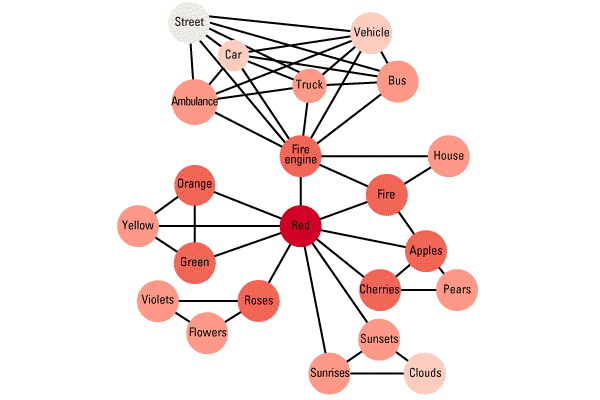 Street
Vehicle
Car
Truck
Bus
Ambulance
Fire
engine
House
Orange
Fire
Yellow
Red
Green
Apples
Cherries
Pears
Violets
Roses
Flowers
Sunsets
Sunrises
Clouds